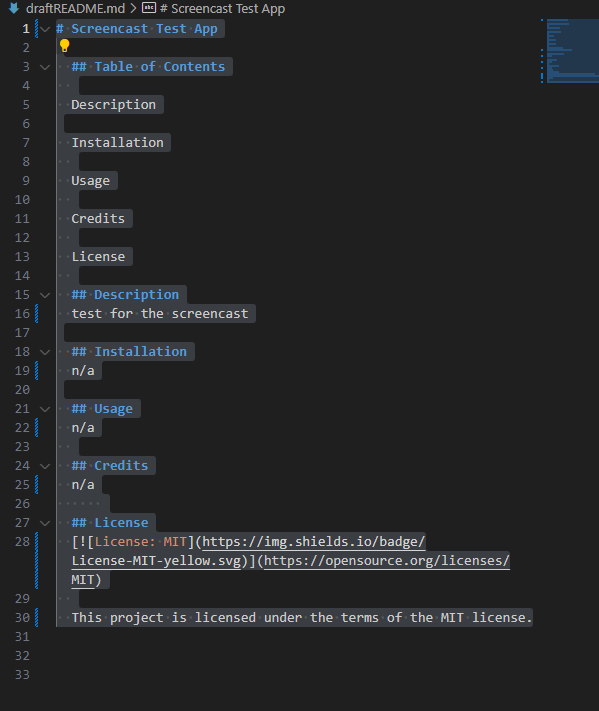 draftREADME.md > # Screencast Test App
1 # Screencast Test App
2
3 ## Table of Contents
4
5 Description
6
7 Installation
8
9 Usage
10
11 Credits
12
13 License
14
15 ## Description
16 test for the screencast
17
18 ## Installation
19 n/a
20
21 ## Usage
22 n/a
23
24 ## Credits
25 n/a
26
27 ## License
28 [![License: MIT](https://img.shields.io/badge/
License-MIT-yellow.svg)](https://opensource.org/licenses/
MIT)
29
30 This project is licensed under the terms of the MIT license.
31
32
33